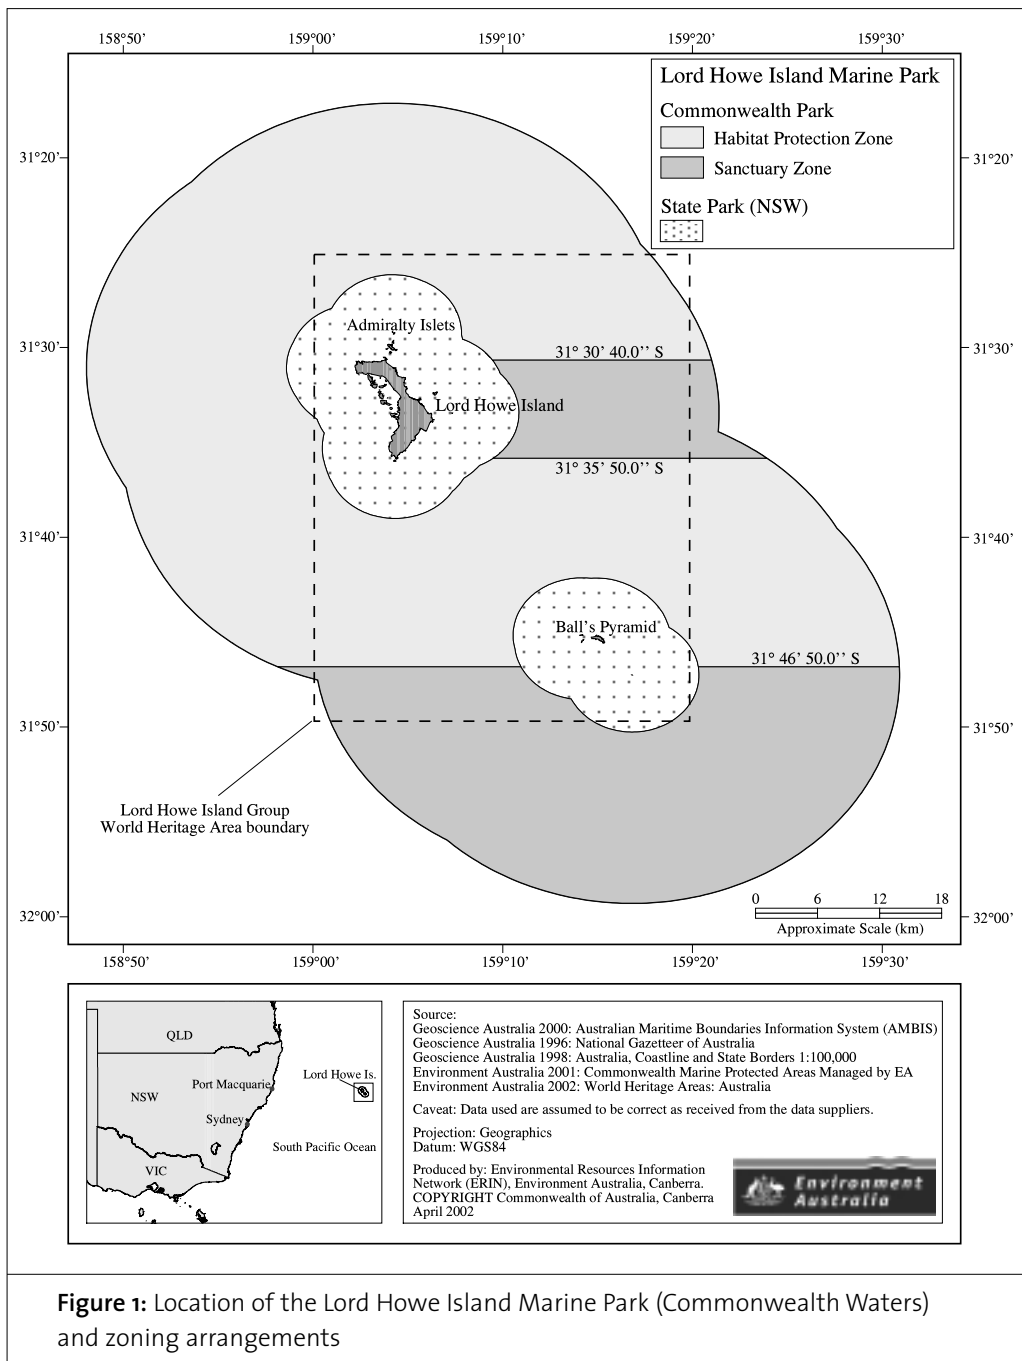 158°50’ 159°00’ 159°10’ 159°20’ 159°30’
Lord Howe Island Marine Park
Commonwealth Park
Habitat Protection Zone
Sanctuary Zone
State Park (NSW)
31°20’ 31°20’
Admiralty Islets
31°30’ 31°30’
31° 30’ 40.0’’ S
Lord Howe Island
31° 35’ 50.0’’ S
31°40’ 31°40’
Ball’s Pyramid
31° 46’ 50.0’’ S
31°50’ 31°50’
Lord Howe Island Group
World Heritage Area boundary
0 6 12 18
Approximate Scale (km)
32°00’ 32°00’
158°50’ 159°00’ 159°10’ 159°20’ 159°30’
QLD
Lord Howe Is.
Port Macquarie
NSW
Sydney
South Pacific Ocean
VIC
Source:
Geoscience Australia 2000: Australian Maritime Boundaries Information System (AMBIS)
Geoscience Australia 1996: National Gazetteer of Australia
Geoscience Australia 1998: Australia, Coastline and State Borders 1:100,000
Environment Australia 2001: Commonwealth Marine Protected Areas Managed by EA
Environment Australia 2002: World Heritage Areas: Australia
Caveat: Data used are assumed to be correct as received from the data suppliers.
Projection: Geographics
Datum: WGS84
Produced by: Environmental Resources Information
Network (ERIN), Environment Australia, Canberra.
COPYRIGHT Commonwealth of Australia, Canberra
April 2002
Environment
Australia
Figure 1: Location of the Lord Howe Island Marine Park (Commonwealth Waters)
and zoning arrangements